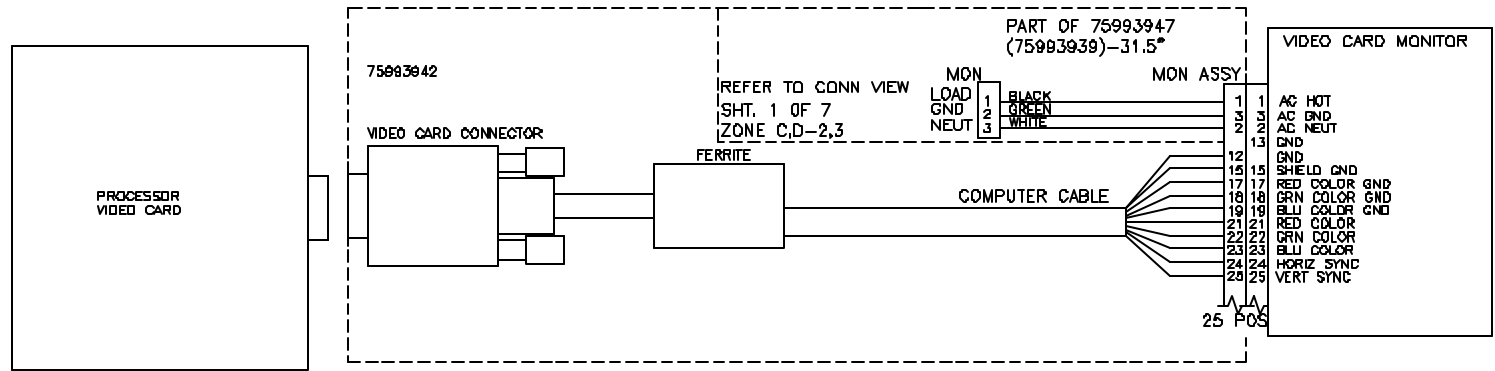 PART OF 75993947
(75993939)-31.5"
VIDEO CARD MONITOR
75993942
REFER TO CONN VIEW
SHT. 1 OF 7
ZONE C,D-2,3
MON
MON ASSY
LOAD 1 BLACK
GND 2 GREEN
NEUT 3 WHITE
1 1 AC HOT
3 3 AC GND
2 2 AC NEUT
13 GND
12 GND
15 15 SHIELD GND
17 17 RED COLOR GND
18 18 GRN COLOR GND
19 19 BLU COLOR GND
21 21 RED COLOR
22 22 GRN COLOR
23 23 BLU COLOR
24 24 HORIZ SYNC
25 25 VERT SYNC
25 POS
VIDEO CARD CONNECTOR
FERRITE
COMPUTER CABLE
PROCESSOR
VIDEO CARD